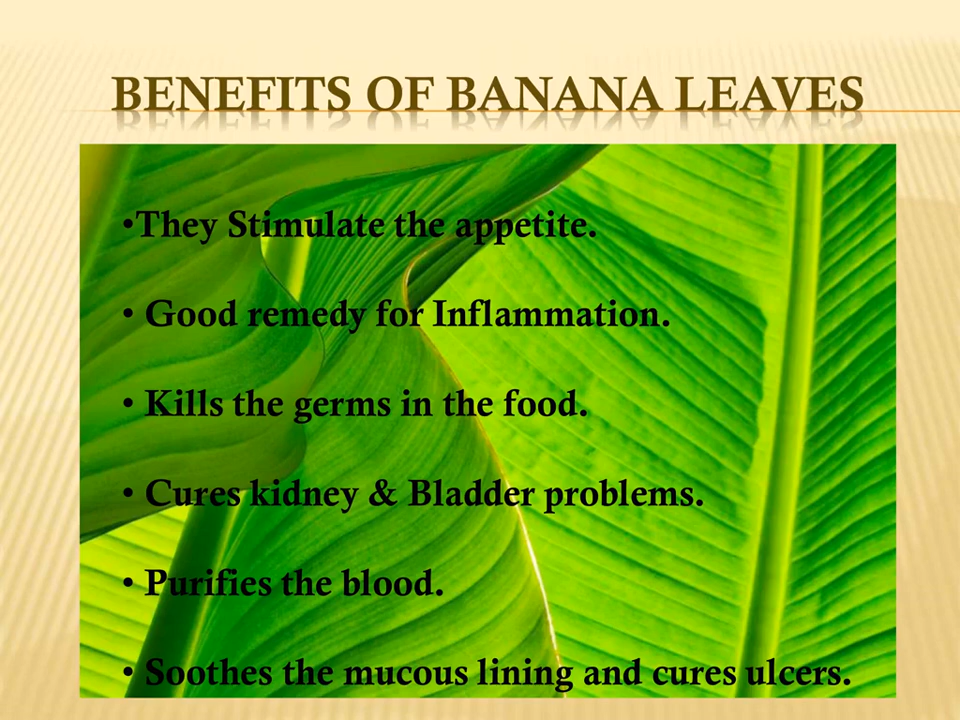 BENEFITS OF BANANA LEAVES
•They Stimulate the appetite.
• Good remedy for Inflammation.
• Kills the germs in the food.
• Cures kidney & Bladder problems.
• Purifies the blood.
• Soothes the mucous lining and cures ulcers.